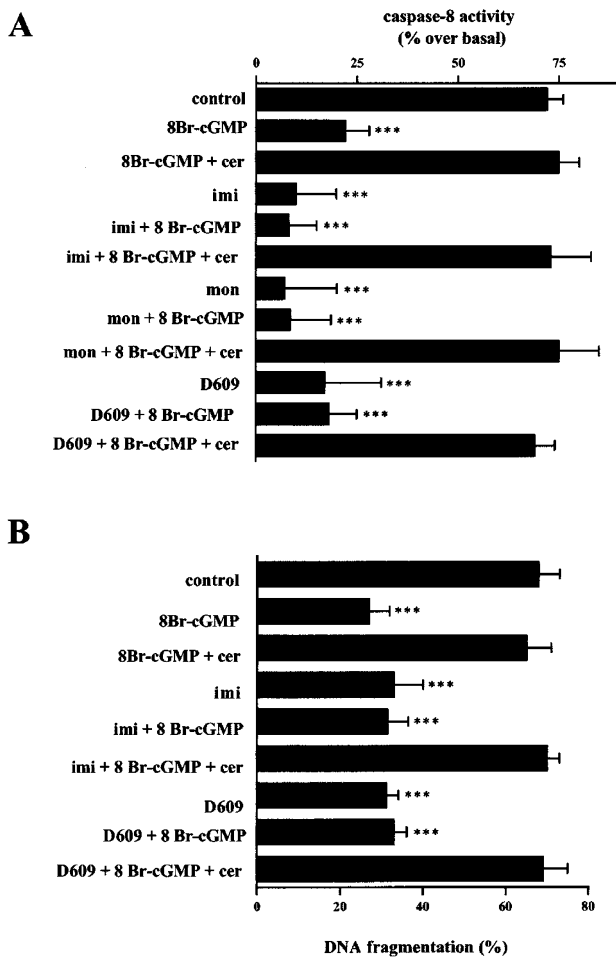 A
caspase-8 activity
(% over basal)
0 25 50 75
control
8Br-cGMP ***
8Br-cGMP + cer
imi ***
imi + 8 Br-cGMP ***
imi + 8 Br-cGMP + cer
mon ***
mon + 8 Br-cGMP ***
mon + 8 Br-cGMP + cer
D609 ***
D609 + 8 Br-cGMP ***
D609 + 8 Br-cGMP + cer
B
control
8Br-cGMP ***
8Br-cGMP + cer
imi ***
imi + 8 Br-cGMP ***
imi + 8 Br-cGMP + cer
D609 ***
D609 + 8 Br-cGMP ***
D609 + 8 Br-cGMP + cer
0 20 40 60 80
DNA fragmentation (%)